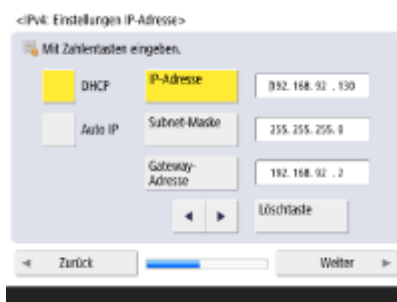 <IPv4: Einstellungen IP-Adresse>
Mit Zahlentasten eingeben.
DHCP IP-Adresse 192. 168. 92 . 130
Auto IP Subnet-Maske 255. 255. 255. 0
Gateway-
Adresse 192. 168. 92 . 2
◄ ► Löschtaste
◄ Zurück Weiter ►